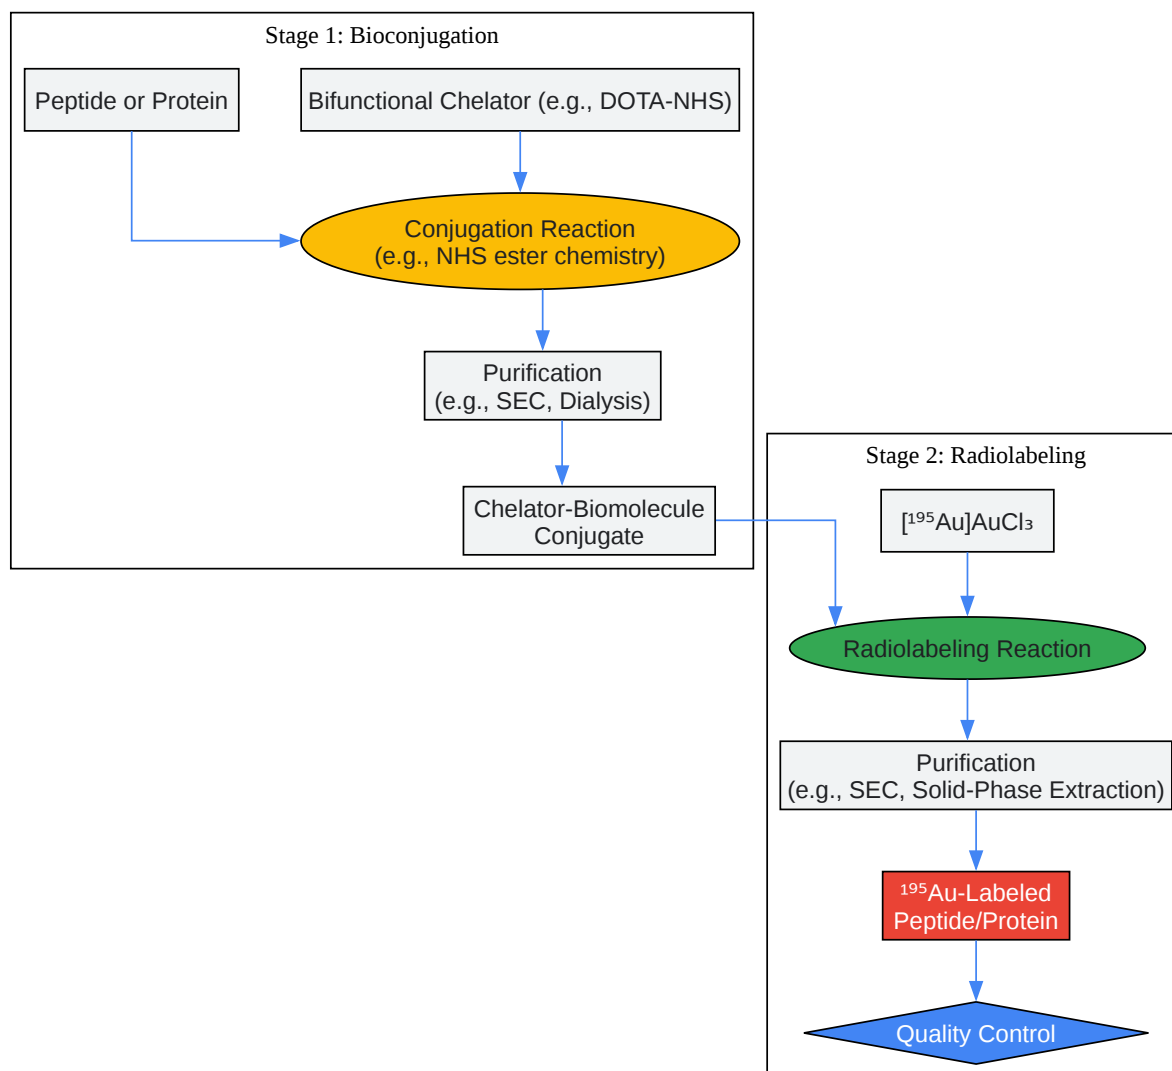 Stage 1: Bioconjugation
Peptide or Protein
Bifunctional Chelator (e.g., DOTA-NHS)
Conjugation Reaction
(e.g., NHS ester chemistry)
Purification
(e.g., SEC, Dialysis)
Chelator-Biomolecule
Conjugate
Stage 2: Radiolabeling
[¹⁹⁵Au]AuCl₃
Radiolabeling Reaction
Purification
(e.g., SEC, Solid-Phase Extraction)
¹⁹⁵Au-Labeled
Peptide/Protein
Quality Control